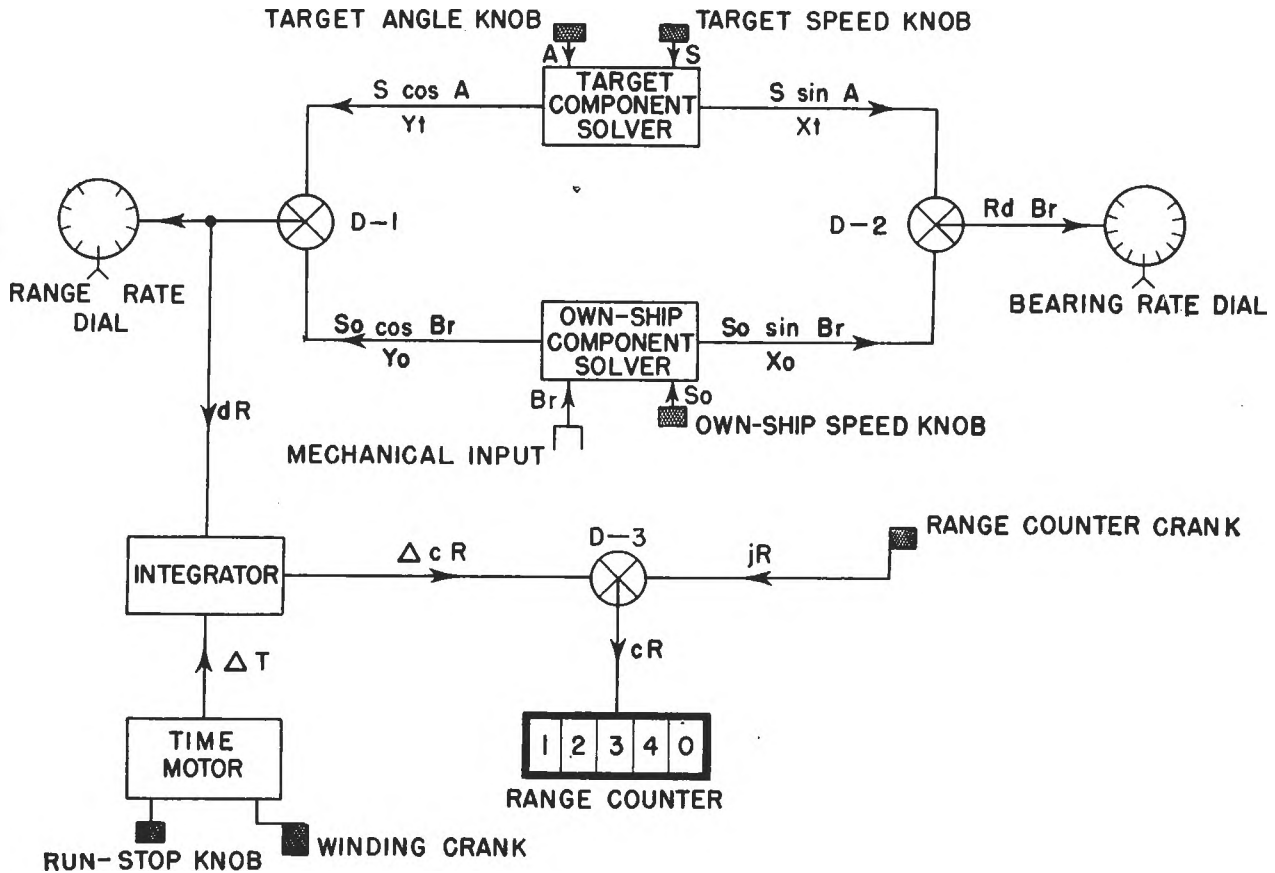 TARGET ANGLE KNOB
TARGET SPEED KNOB
A
S
TARGET
COMPONENT
SOLVER
S cos A
Yt
S sin A
Xt
D-1
D-2
Rd Br
RANGE RATE
DIAL
BEARING RATE DIAL
So cos Br
Yo
OWN-SHIP
COMPONENT
SOLVER
So sin Br
Xo
Br
So
OWN-SHIP SPEED KNOB
MECHANICAL INPUT
dR
RANGE COUNTER CRANK
D-3
INTEGRATOR
Δ cR
jR
cR
Δ T
TIME
MOTOR
1 2 3 4 0
RANGE COUNTER
RUN-STOP KNOB
WINDING CRANK